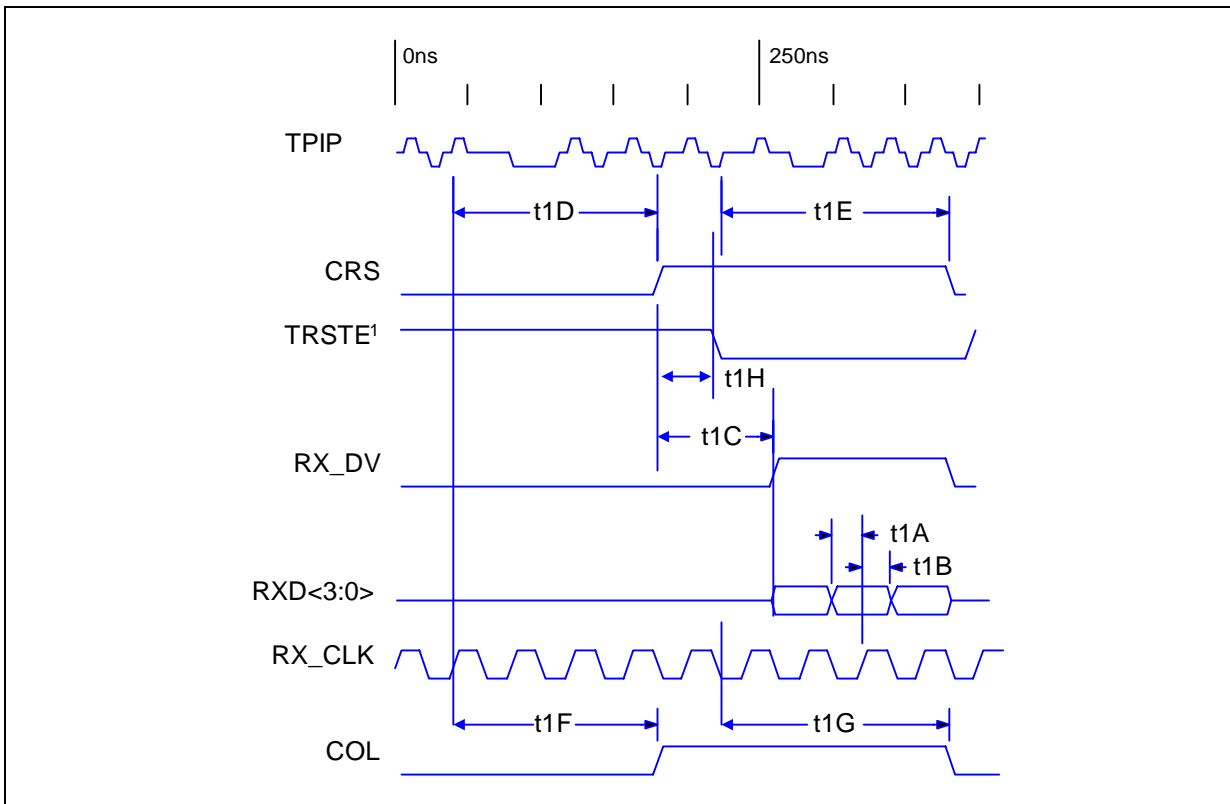 0ns 250ns
TPIP
t1D t1E
CRS
TRSTE¹
t1H
t1C
RX_DV
t1A
t1B
RXD<3:0>
RX_CLK
t1F t1G
COL